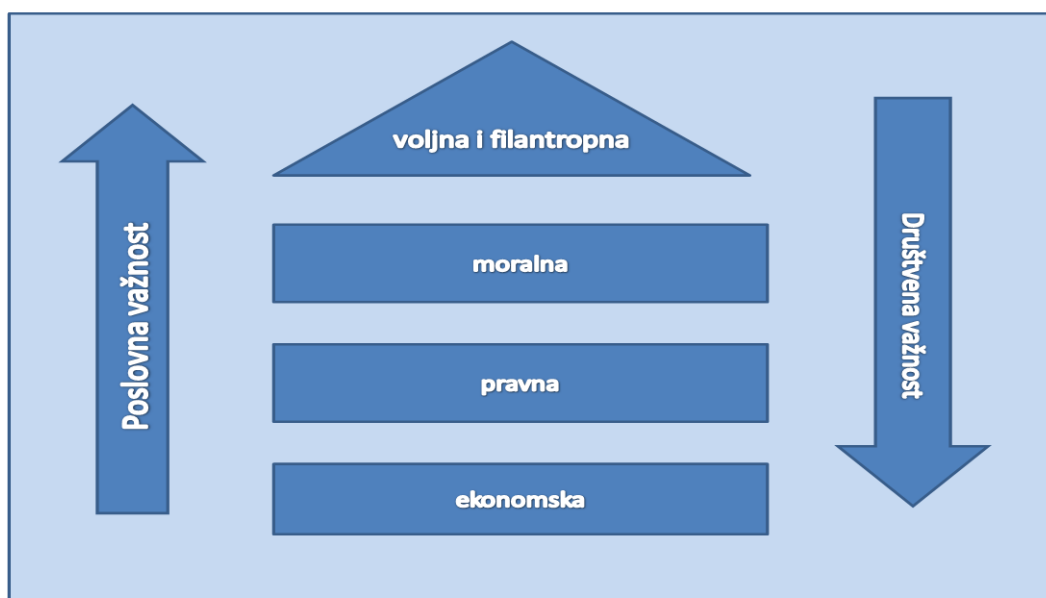 voljna i filantropna
moralna
pravna
ekonomska
Poslovna važnost
Društvena važnost